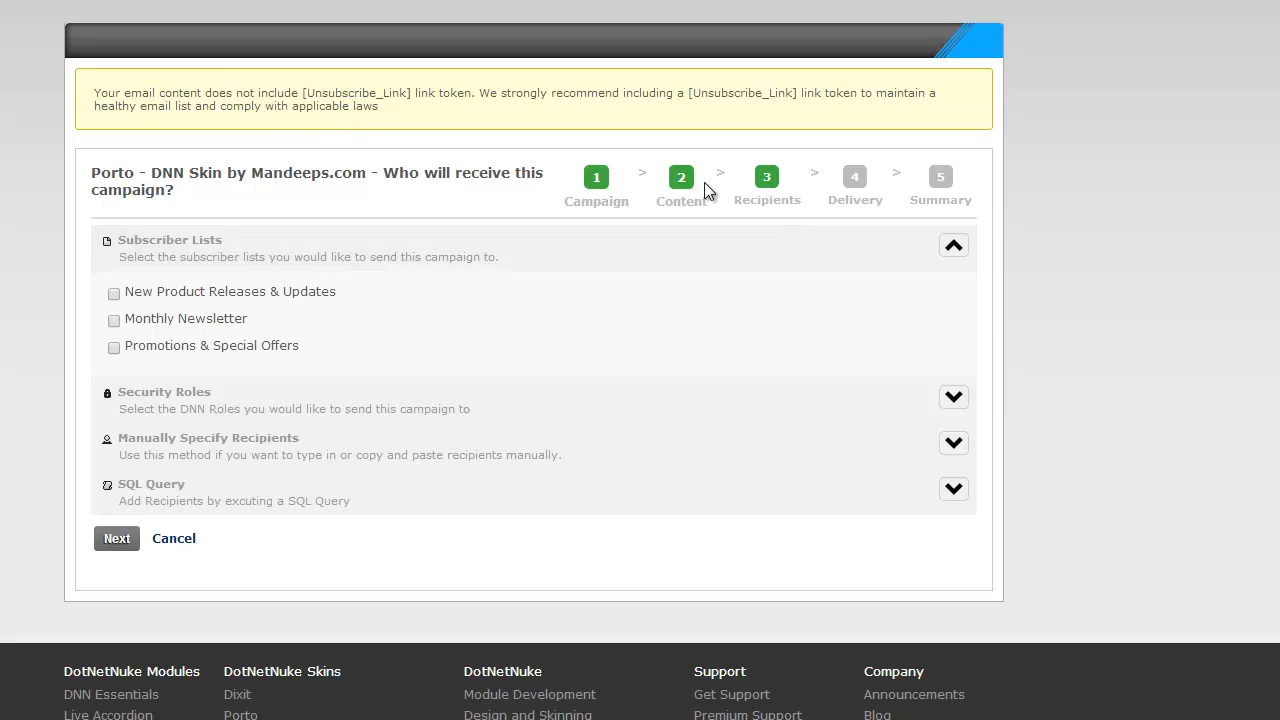 Your email content does not include [Unsubscribe_Link] link token. We strongly recommend including a [Unsubscribe_Link] link token to maintain a
healthy email list and comply with applicable laws
Porto - DNN Skin by Mandeeps.com - Who will receive this
campaign?
1 > 2 > 3 > 4 > 5
Campaign Content Recipients Delivery Summary
Subscriber Lists
Select the subscriber lists you would like to send this campaign to.
New Product Releases & Updates
Monthly Newsletter
Promotions & Special Offers
Security Roles
Select the DNN Roles you would like to send this campaign to
Manually Specify Recipients
Use this method if you want to type in or copy and paste recipients manually.
SQL Query
Add Recipients by excuting a SQL Query
Next Cancel
DotNetNuke Modules DotNetNuke Skins DotNetNuke Support Company
DNN Essentials Dixit Module Development Get Support Announcements
Live Accordion Porto Design and Skinning Premium Support Blog